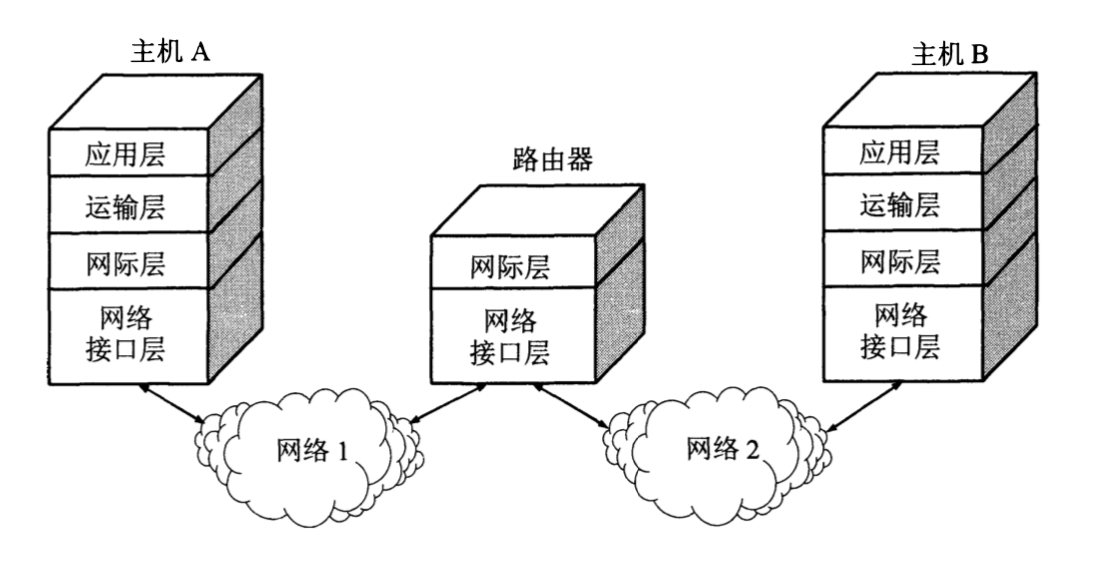 主机 A
应用层
运输层
网际层
网络
接口层
路由器
网际层
网络
接口层
主机 B
应用层
运输层
网际层
网络
接口层
网络 1
网络 2